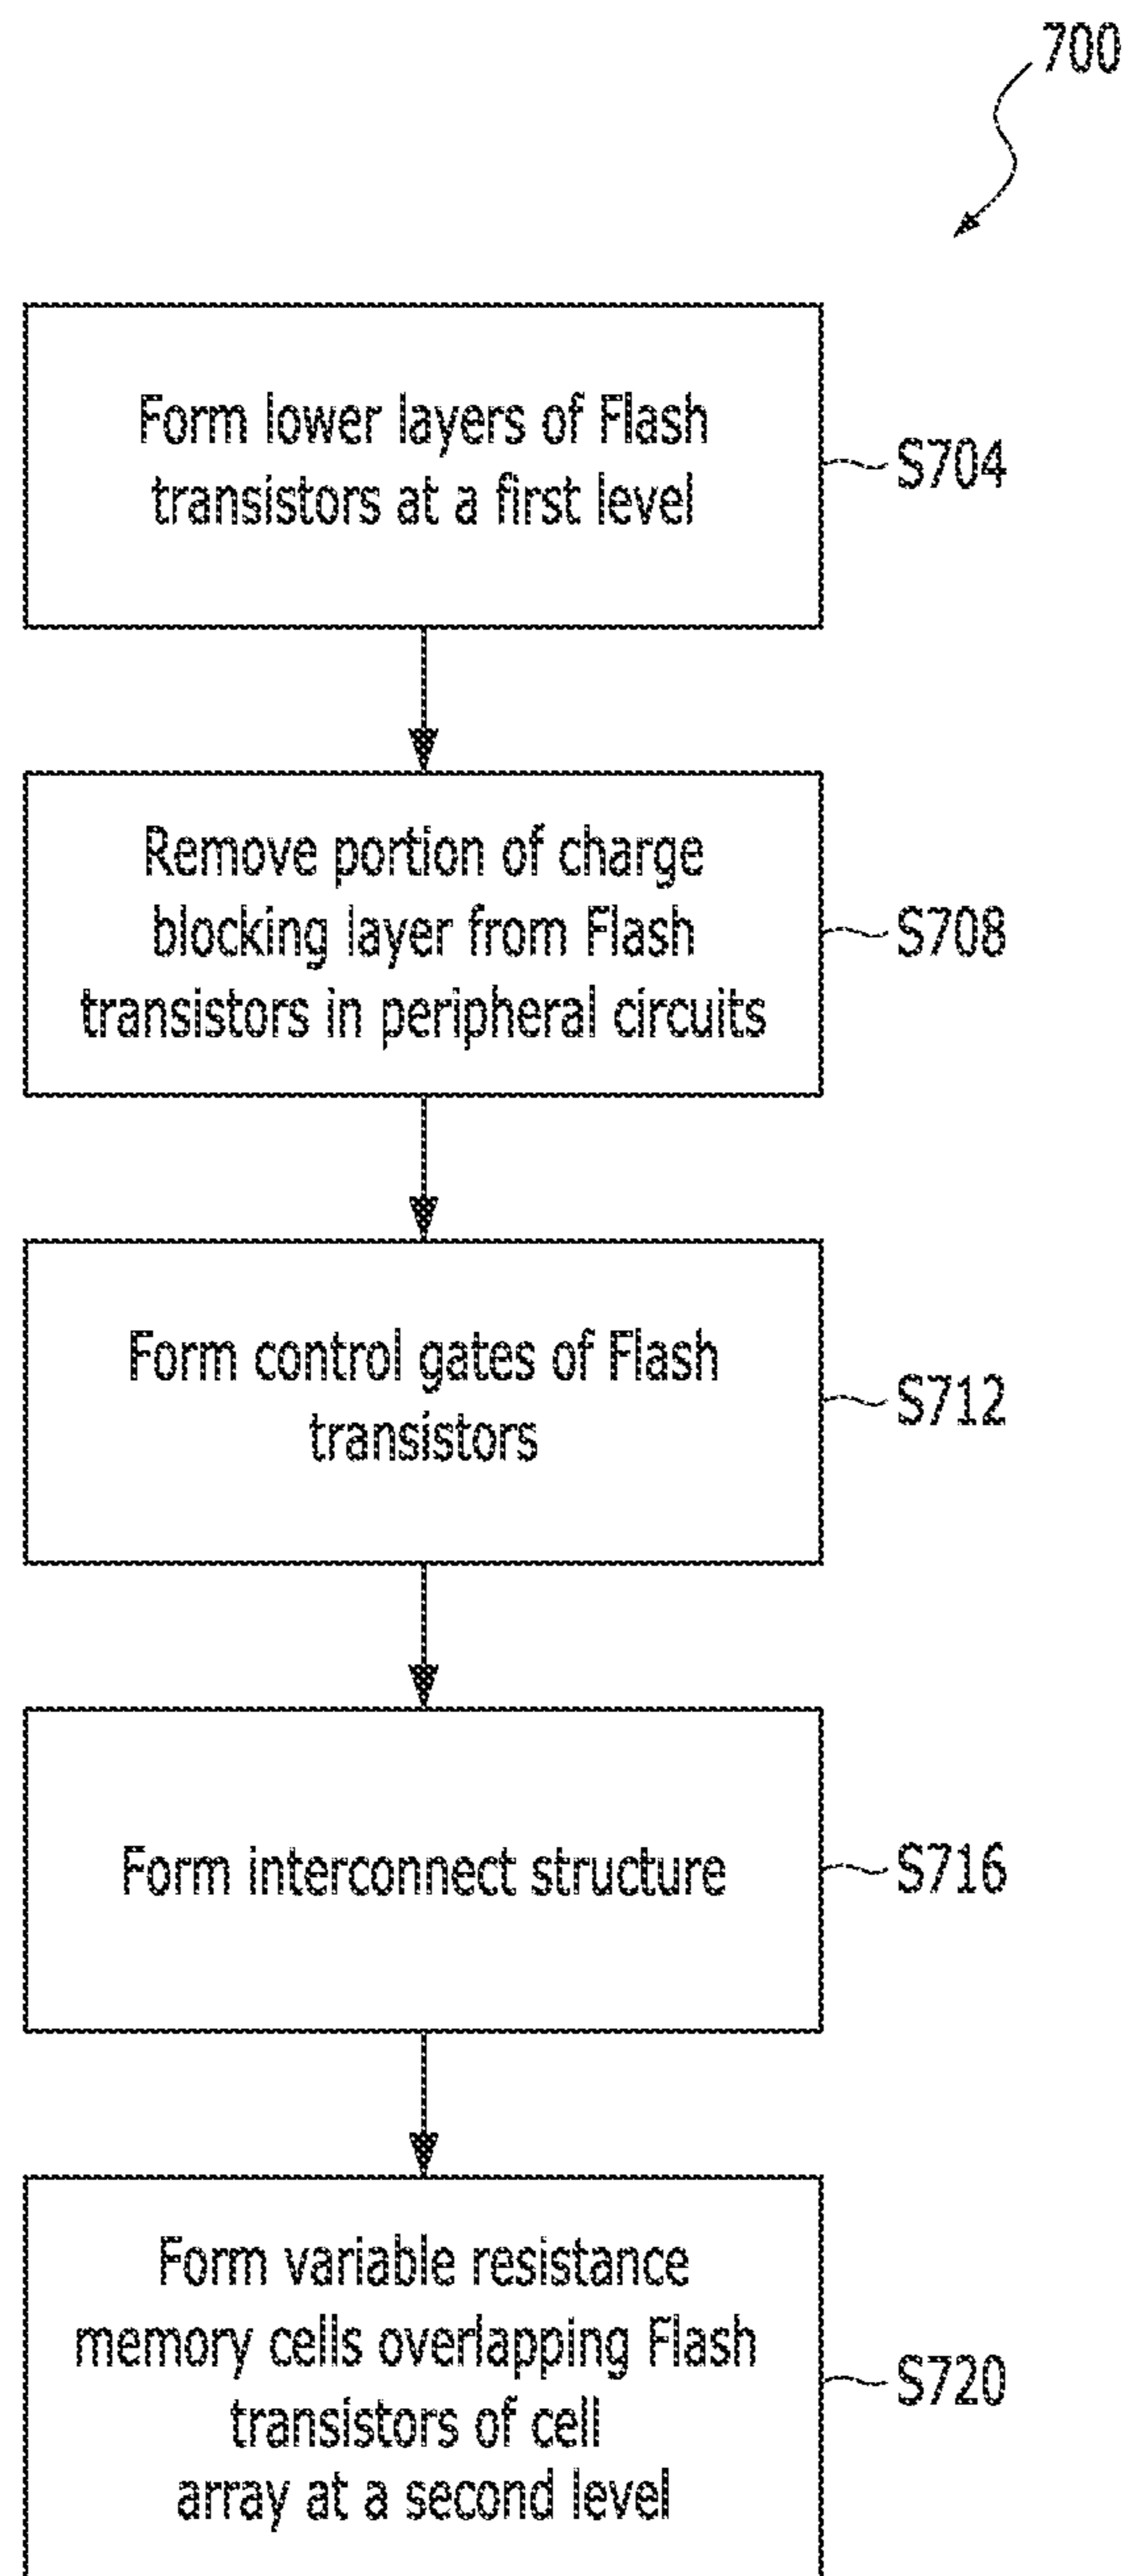 700
Form lower layers of Flash
transistors at a first level
S704
Remove portion of charge
blocking layer from Flash
transistors in peripheral circuits
S708
Form control gates of Flash
transistors
S712
Form interconnect structure
S716
Form variable resistance
memory cells overlapping Flash
transistors of cell
array at a second level
S720